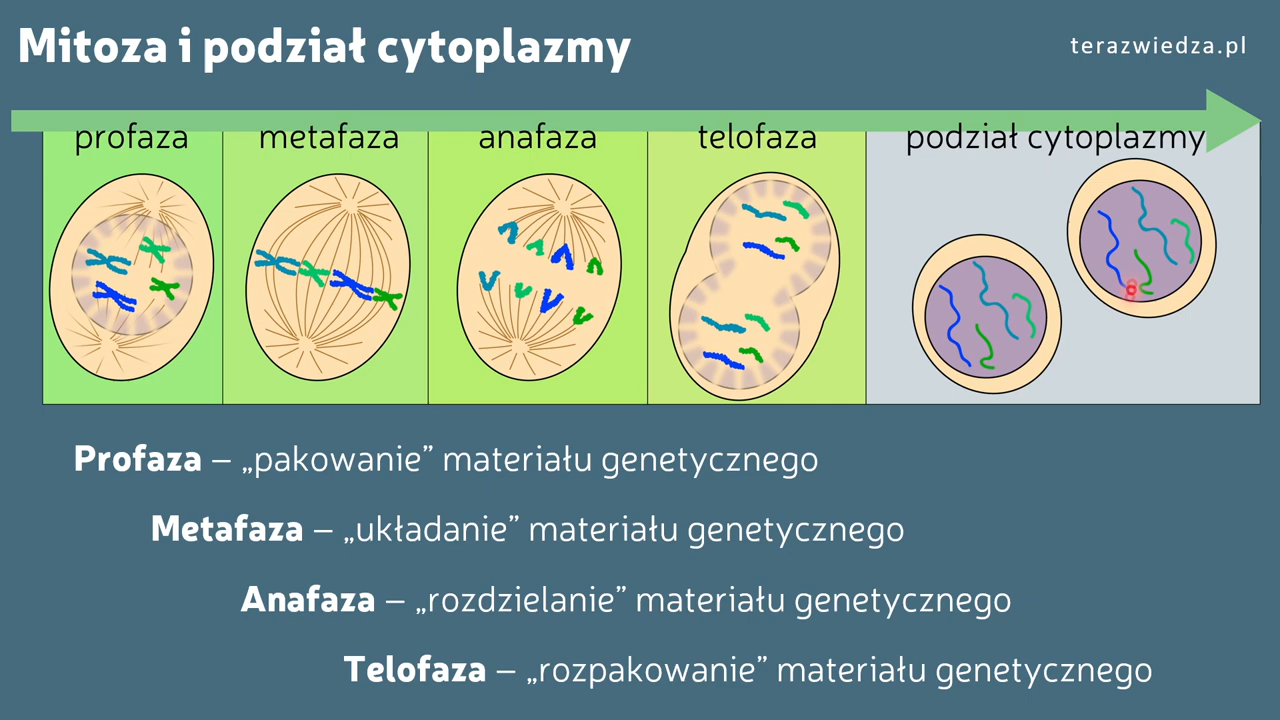 Mitoza i podział cytoplazmy
terazwiedza.pl
profaza
metafaza
anafaza
telofaza
podział cytoplazmy
Profaza – „pakowanie” materiału genetycznego
Metafaza – „układanie” materiału genetycznego
Anafaza – „rozdzielanie” materiału genetycznego
Telofaza – „rozpakowanie” materiału genetycznego